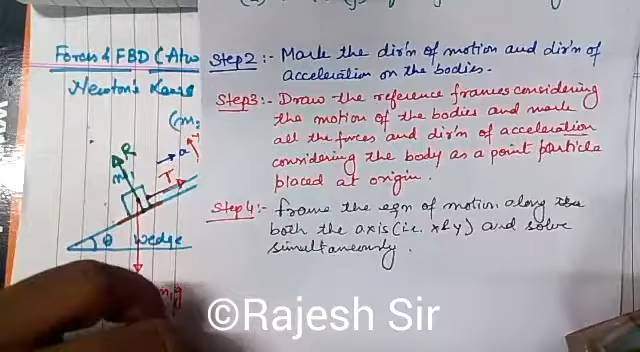 Forces & FBD (Atw
Newton's Laws
(m₂
R
a
T
m₁
θ
wedge
m₁g
Step2:- Mark the dir'n of motion and dir'n of
acceleration on the bodies.
Step3:- Draw the reference frames considering
the motion of the bodies and mark
all the forces and dir'n of acceleration
considering the body as a point particle
placed at origin.
Step4:- frame the eqn of motion along the
both the axis (i.e. x & y) and solve
simultaneously.
©Rajesh Sir